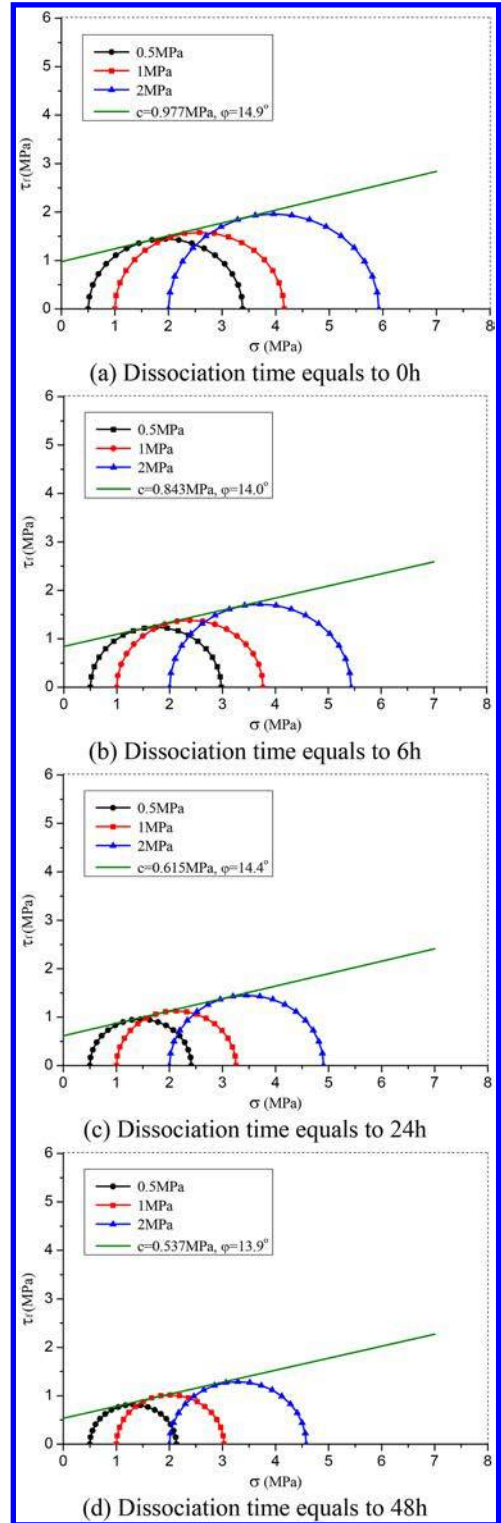 6
5
4
3
2
1
0
τf(MPa)
0.5MPa
1MPa
2MPa
c=0.977MPa, φ=14.9°
0 1 2 3 4 5 6 7 8
σ (MPa)
(a) Dissociation time equals to 0h
6
5
4
3
2
1
0
τf(MPa)
0.5MPa
1MPa
2MPa
c=0.843MPa, φ=14.0°
0 1 2 3 4 5 6 7 8
σ (MPa)
(b) Dissociation time equals to 6h
6
5
4
3
2
1
0
τf(MPa)
0.5MPa
1MPa
2MPa
c=0.615MPa, φ=14.4°
0 1 2 3 4 5 6 7 8
σ (MPa)
(c) Dissociation time equals to 24h
6
5
4
3
2
1
0
τf(MPa)
0.5MPa
1MPa
2MPa
c=0.537MPa, φ=13.9°
0 1 2 3 4 5 6 7 8
σ (MPa)
(d) Dissociation time equals to 48h